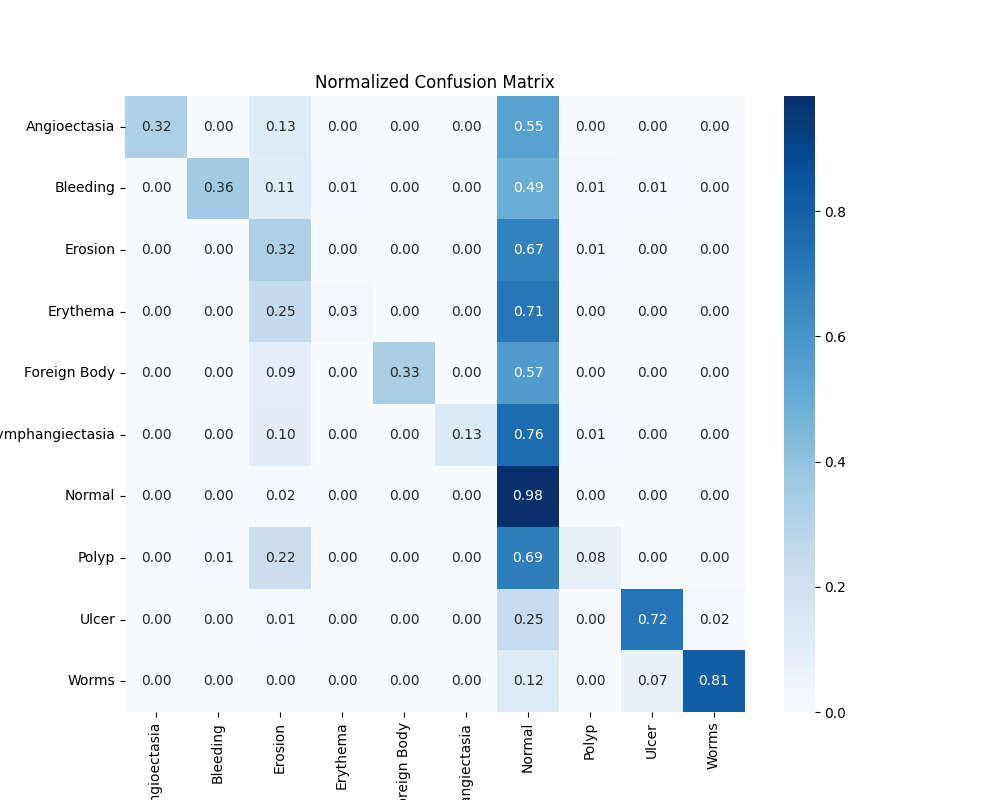 Normalized Confusion Matrix
Angioectasia 0.32 0.00 0.13 0.00 0.00 0.00 0.55 0.00 0.00 0.00
Bleeding 0.00 0.36 0.11 0.01 0.00 0.00 0.49 0.01 0.01 0.00
0.8
Erosion 0.00 0.00 0.32 0.00 0.00 0.00 0.67 0.01 0.00 0.00
Erythema 0.00 0.00 0.25 0.03 0.00 0.00 0.71 0.00 0.00 0.00
0.6
Foreign Body 0.00 0.00 0.09 0.00 0.33 0.00 0.57 0.00 0.00 0.00
ymphangiectasia 0.00 0.00 0.10 0.00 0.00 0.13 0.76 0.01 0.00 0.00
0.4
Normal 0.00 0.00 0.02 0.00 0.00 0.00 0.98 0.00 0.00 0.00
Polyp 0.00 0.01 0.22 0.00 0.00 0.00 0.69 0.08 0.00 0.00
0.2
Ulcer 0.00 0.00 0.01 0.00 0.00 0.00 0.25 0.00 0.72 0.02
Worms 0.00 0.00 0.00 0.00 0.00 0.00 0.12 0.00 0.07 0.81
0.0
ngioectasia
Bleeding
Erosion
Erythema
oreign Body
angiectasia
Normal
Polyp
Ulcer
Worms